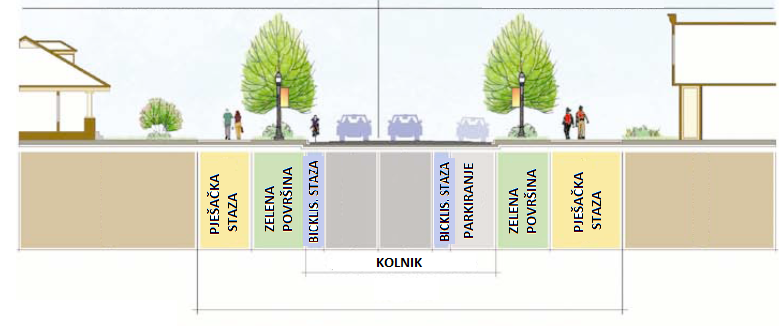 PJEŠAČKA
STAZA
ZELENA
POVRŠINA
BICKLIS. STAZA
BICKLIS. STAZA
PARKIRANJE
ZELENA
POVRŠINA
PJEŠAČKA
STAZA
KOLNIK